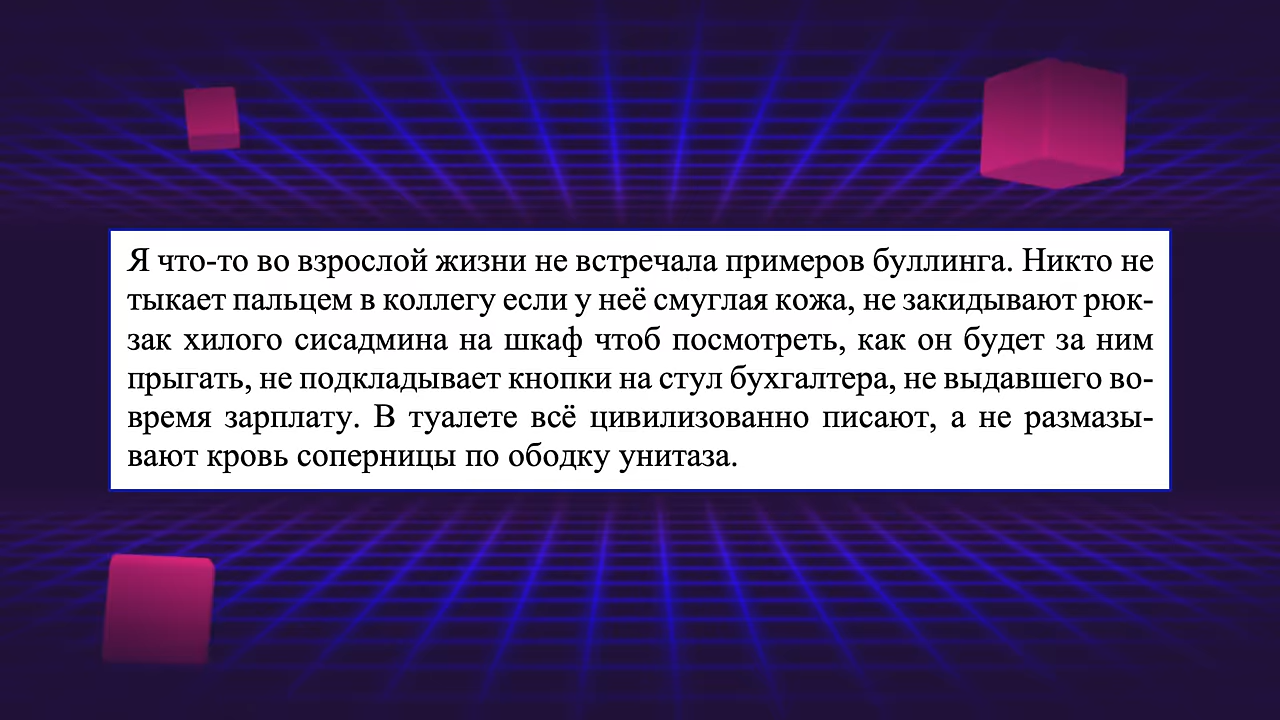 Я что-то во взрослой жизни не встречала примеров буллинга. Никто не
тыкает пальцем в коллегу если у неё смуглая кожа, не закидывают рюк-
зак хилого сисадмина на шкаф чтоб посмотреть, как он будет за ним
прыгать, не подкладывает кнопки на стул бухгалтера, не выдавшего во-
время зарплату. В туалете всё цивилизованно писают, а не размазы-
вают кровь соперницы по ободку унитаза.